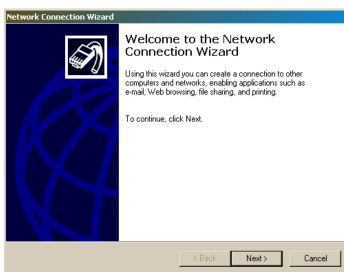 Network Connection Wizard
Welcome to the Network
Connection Wizard
Using this wizard you can create a connection to other
computers and networks, enabling applications such as
e-mail, Web browsing, file sharing, and printing.
To continue, click Next.
< Back Next > Cancel